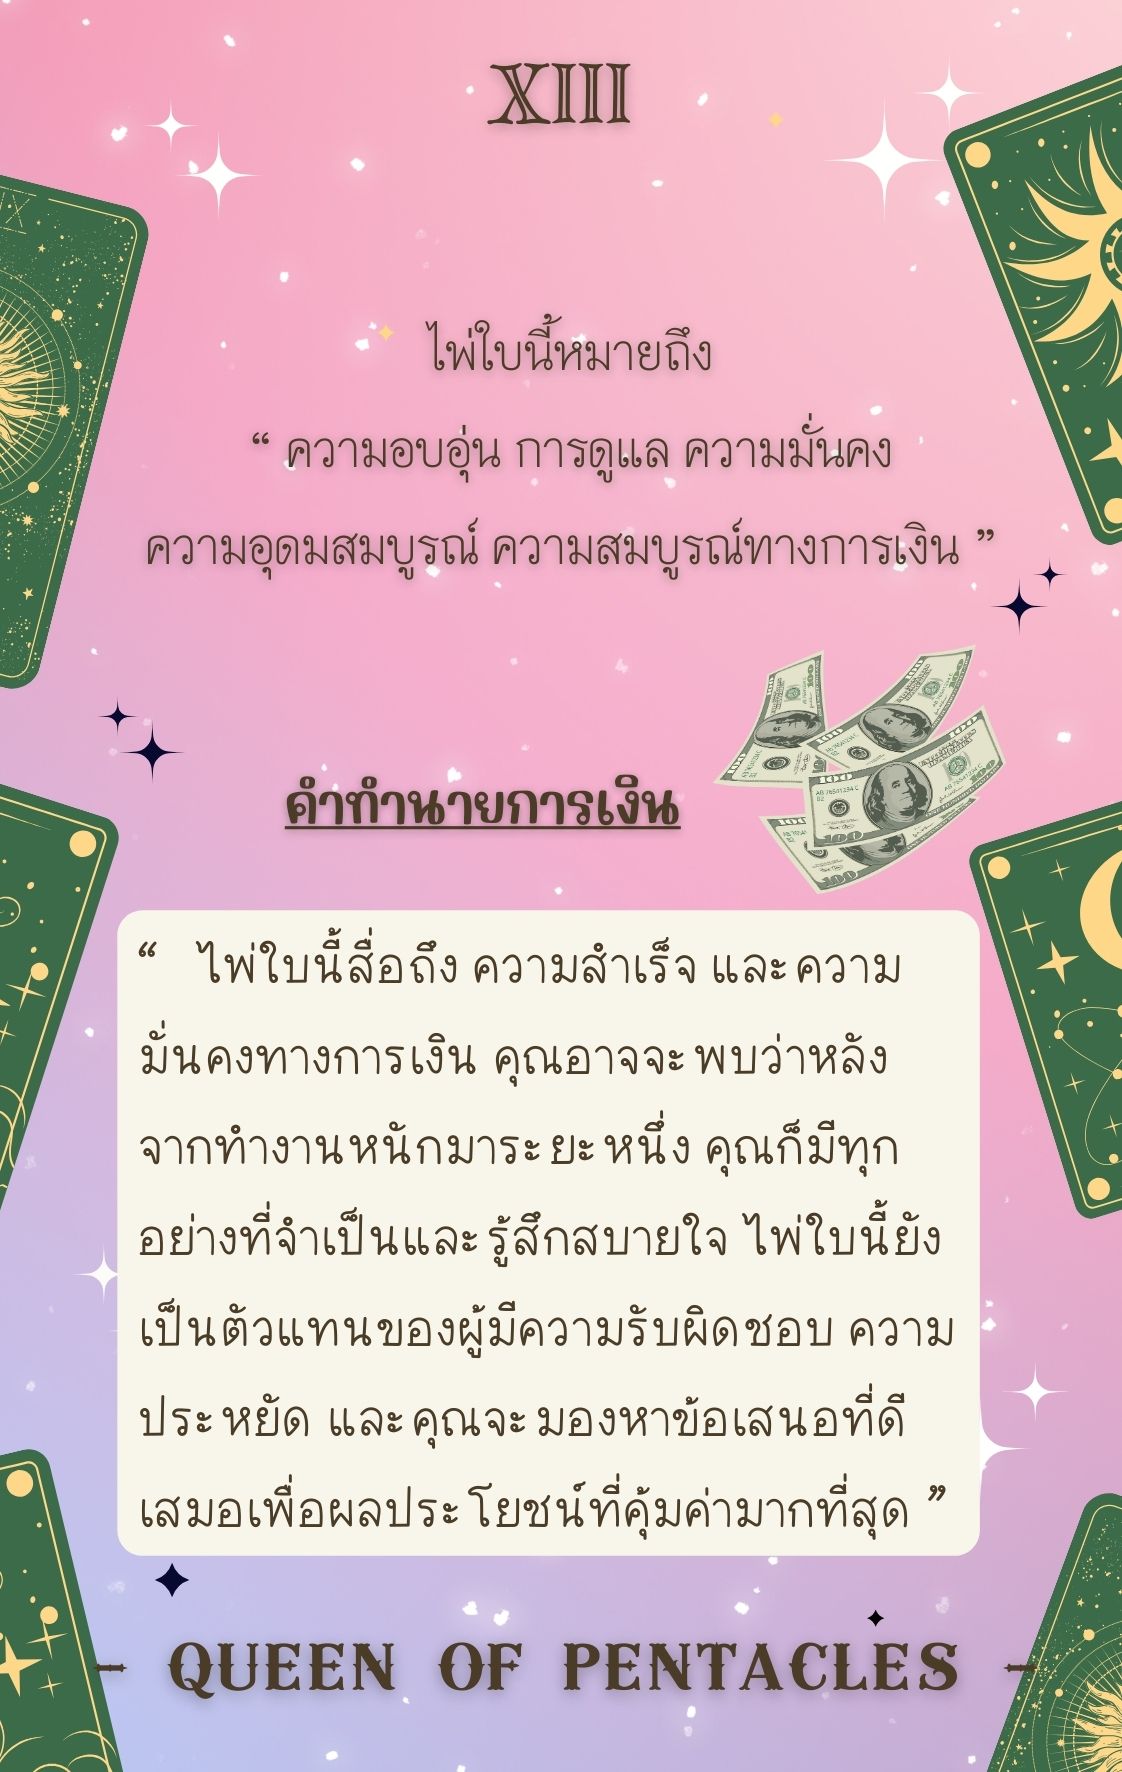 XIII
ไพ่ใบนี้หมายถึง
“ ความอบอุ่น การดูแล ความมั่นคง
ความอุดมสมบูรณ์ ความสมบูรณ์ทางการเงิน ”
คำทำนายการเงิน
“ ไพ่ใบนี้สื่อถึง ความสำเร็จ และความ
มั่นคงทางการเงิน คุณอาจจะพบว่าหลัง
จากทำงานหนักมาระยะหนึ่ง คุณก็มีทุก
อย่างที่จำเป็นและรู้สึกสบายใจ ไพ่ใบนี้ยัง
เป็นตัวแทนของผู้มีความรับผิดชอบ ความ
ประหยัด และคุณจะมองหาข้อเสนอที่ดี
เสมอเพื่อผลประโยชน์ที่คุ้มค่ามากที่สุด ”
- QUEEN OF PENTACLES -